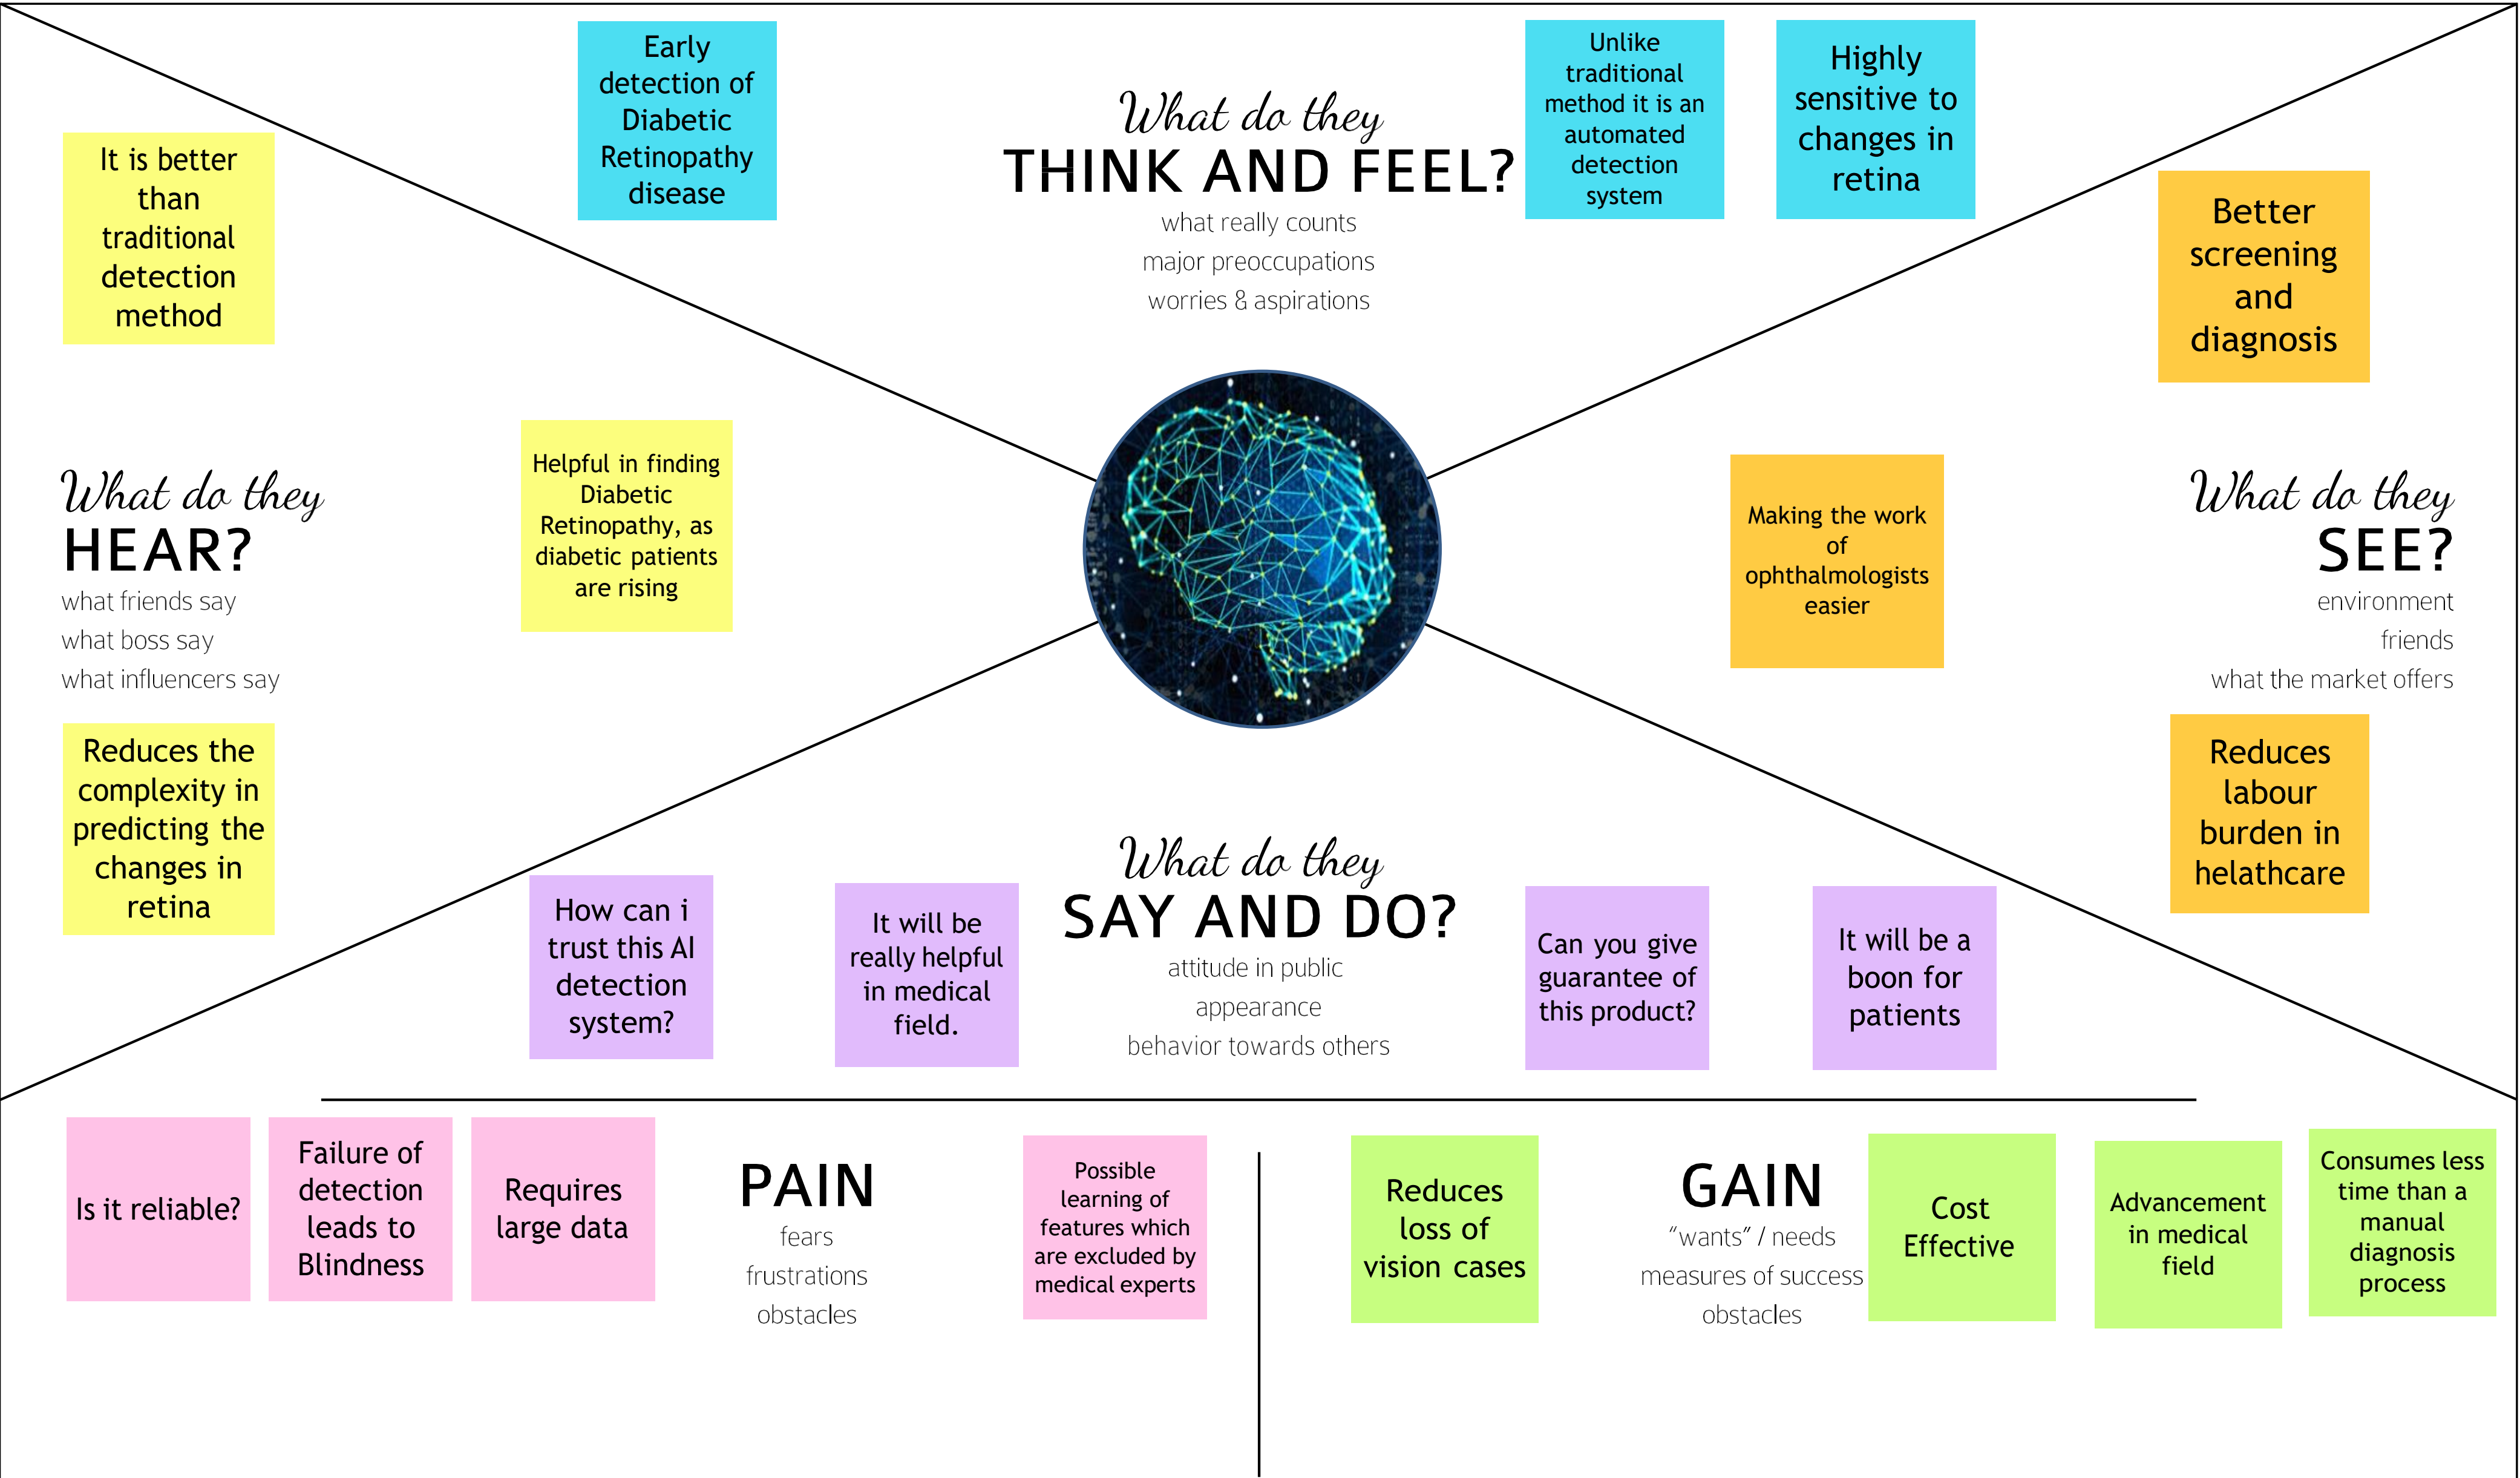 Early
detection of
Diabetic
Retinopathy
disease
What do they
THINK AND FEEL?
what really counts
major preoccupations
worries & aspirations
Unlike
traditional
method it is an
automated
detection
system
Highly
sensitive to
changes in
retina
It is better
than
traditional
detection
method
Helpful in finding
Diabetic
Retinopathy, as
diabetic patients
are rising
What do they
HEAR?
what friends say
what boss say
what influencers say
Reduces the
complexity in
predicting the
changes in
retina
Better
screening
and
diagnosis
Making the work
of
ophthalmologists
easier
What do they
SEE?
environment
friends
what the market offers
Reduces
labour
burden in
helathcare
How can i
trust this AI
detection
system?
It will be
really helpful
in medical
field.
What do they
SAY AND DO?
attitude in public
appearance
behavior towards others
Can you give
guarantee of
this product?
It will be a
boon for
patients
Is it reliable?
Failure of
detection
leads to
Blindness
Requires
large data
PAIN
fears
frustrations
obstacles
Possible
learning of
features which
are excluded by
medical experts
Reduces
loss of
vision cases
GAIN
“wants” / needs
measures of success
obstacles
Cost
Effective
Advancement
in medical
field
Consumes less
time than a
manual
diagnosis
process